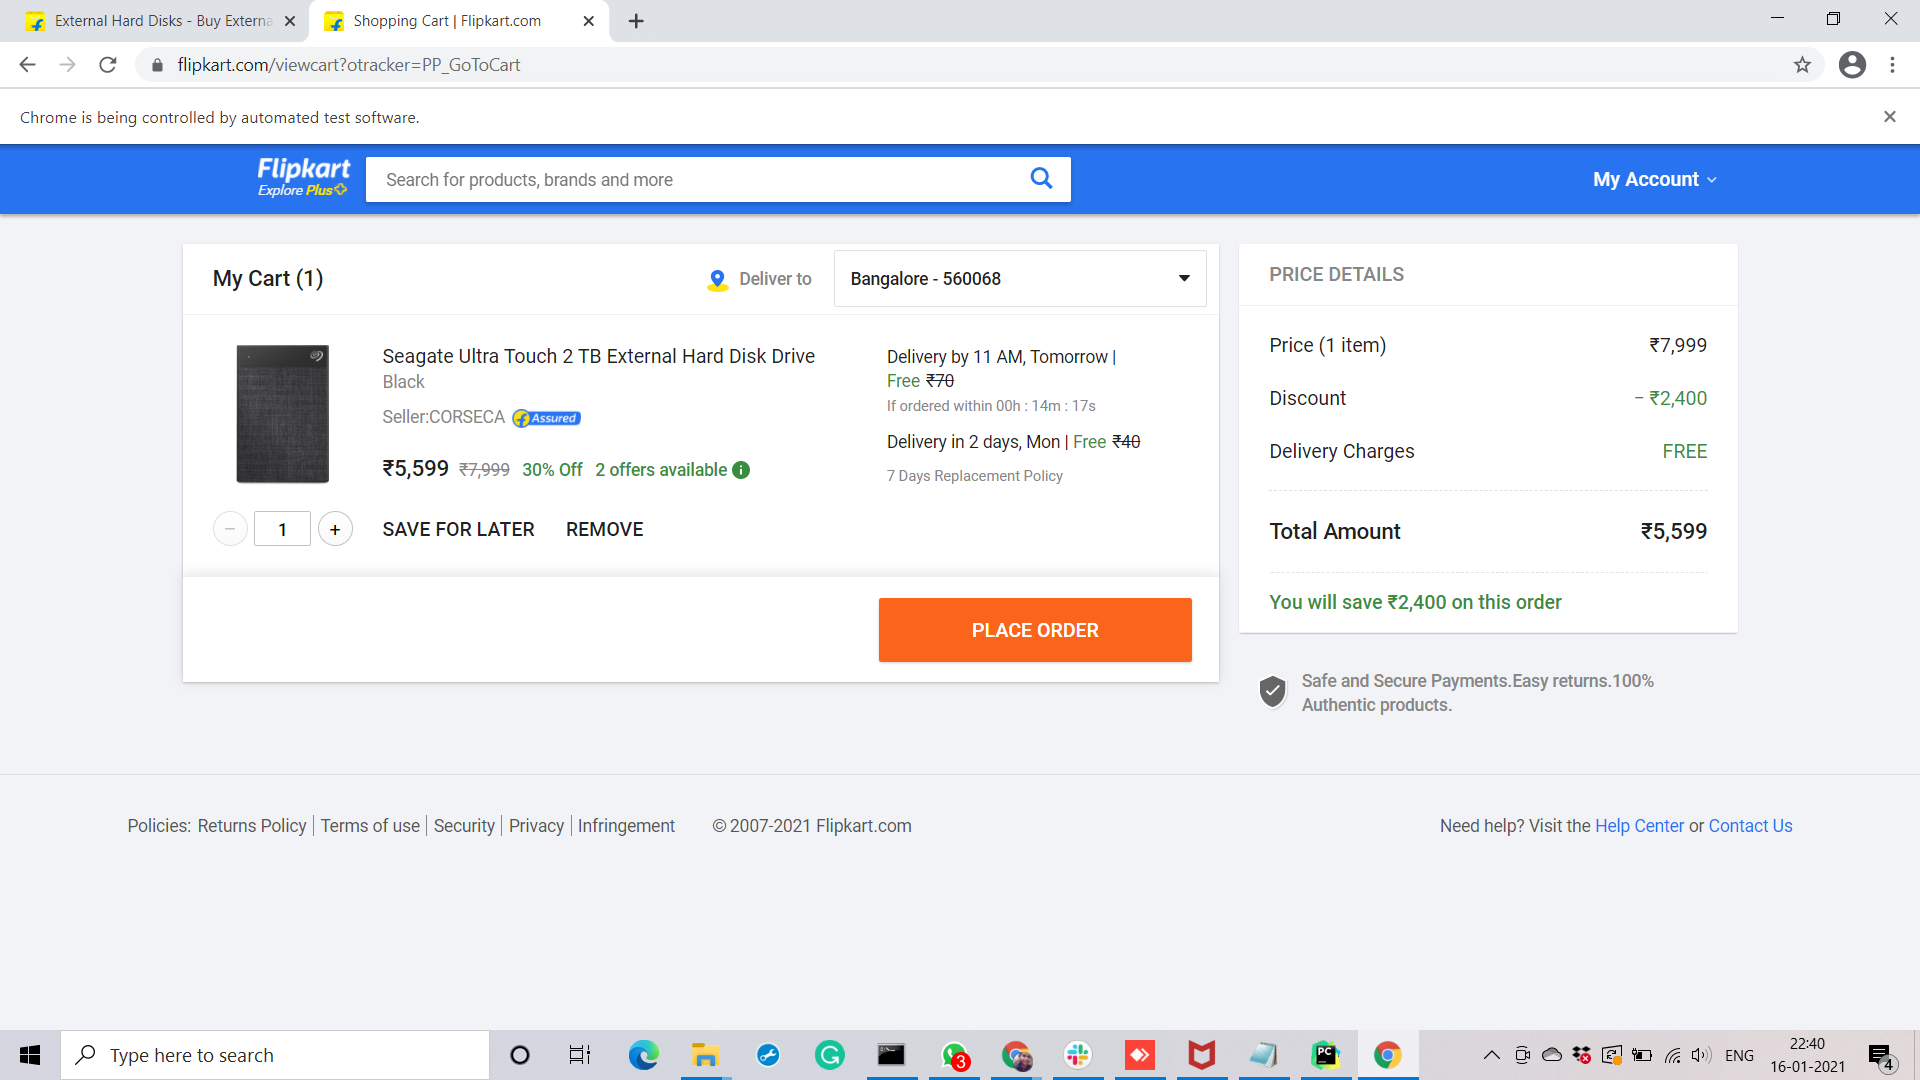 External Hard Disks - Buy Externa
Shopping Cart | Flipkart.com
flipkart.com/viewcart?otracker=PP_GoToCart
Chrome is being controlled by automated test software.
Flipkart
Explore Plus
Search for products, brands and more
My Account
My Cart (1)
Deliver to
Bangalore - 560068
Seagate Ultra Touch 2 TB External Hard Disk Drive
Black
Seller:CORSECA
Assured
₹5,599 ₹7,999 30% Off 2 offers available
Delivery by 11 AM, Tomorrow |
Free ₹70
If ordered within 00h : 14m : 17s
Delivery in 2 days, Mon | Free ₹40
7 Days Replacement Policy
1
SAVE FOR LATER
REMOVE
PLACE ORDER
PRICE DETAILS
Price (1 item) ₹7,999
Discount − ₹2,400
Delivery Charges FREE
Total Amount ₹5,599
You will save ₹2,400 on this order
Safe and Secure Payments.Easy returns.100%
Authentic products.
Policies: Returns Policy | Terms of use | Security | Privacy | Infringement
© 2007-2021 Flipkart.com
Need help? Visit the Help Center or Contact Us
Type here to search
3
PC
ENG
22:40
16-01-2021
4